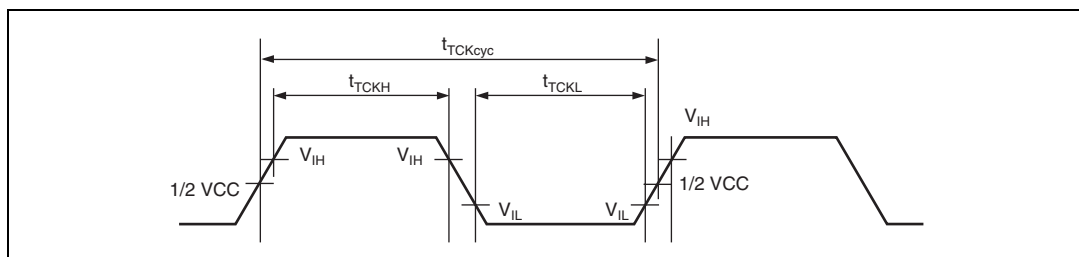 tTCKcyc
tTCKH
tTCKL
VIH
VIH
VIH
1/2 VCC
1/2 VCC
VIL
VIL